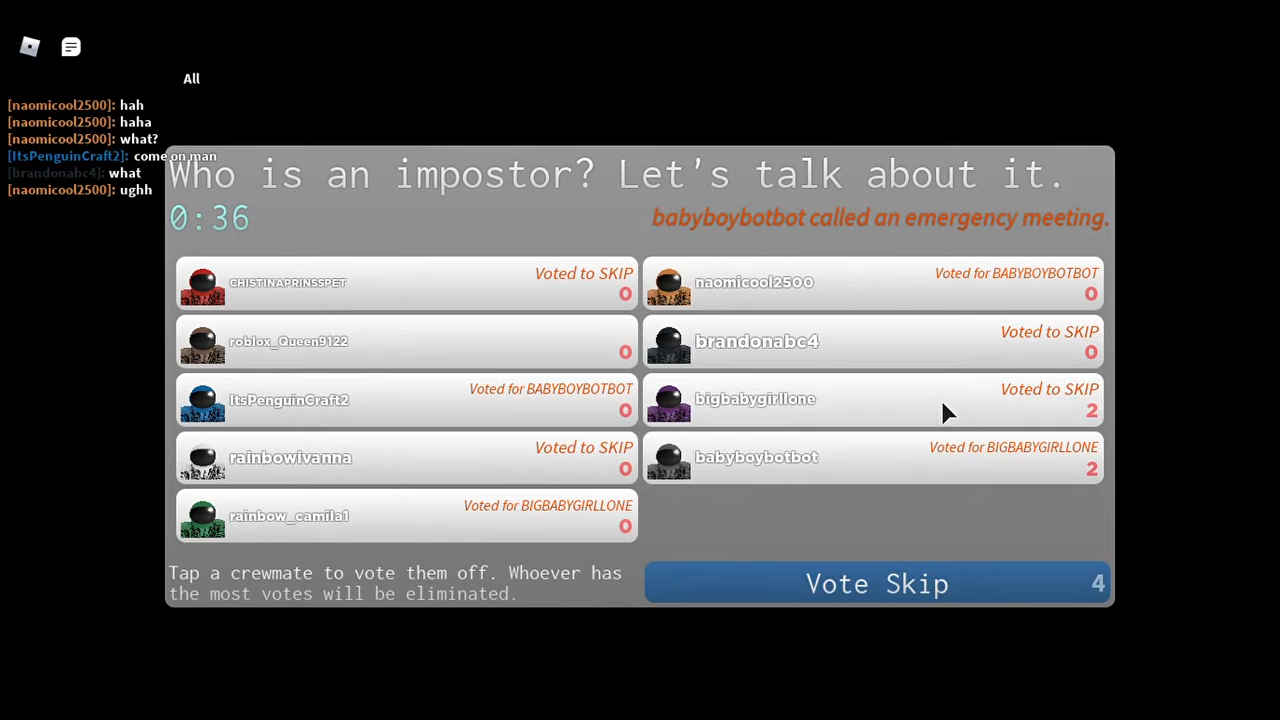 All
[naomicool2500]: hah
[naomicool2500]: haha
[naomicool2500]: what?
[ItsPenguinCraft2]: come on man
[brandonabc4]: what
[naomicool2500]: ughh
Who is an impostor? Let's talk about it.
0:36
babyboybotbot called an emergency meeting.
CHISTINAPRINSSPET
Voted to SKIP
0
naomicool2500
Voted for BABYBOYBOTBOT
0
roblox_Queen9122
0
brandonabc4
Voted to SKIP
0
ItsPenguinCraft2
Voted for BABYBOYBOTBOT
0
bigbabygirllone
Voted to SKIP
2
rainbowivanna
Voted to SKIP
0
babyboybotbot
Voted for BIGBABYGIRLLONE
2
rainbow_camila1
Voted for BIGBABYGIRLLONE
0
Tap a crewmate to vote them off. Whoever has
the most votes will be eliminated.
Vote Skip
4